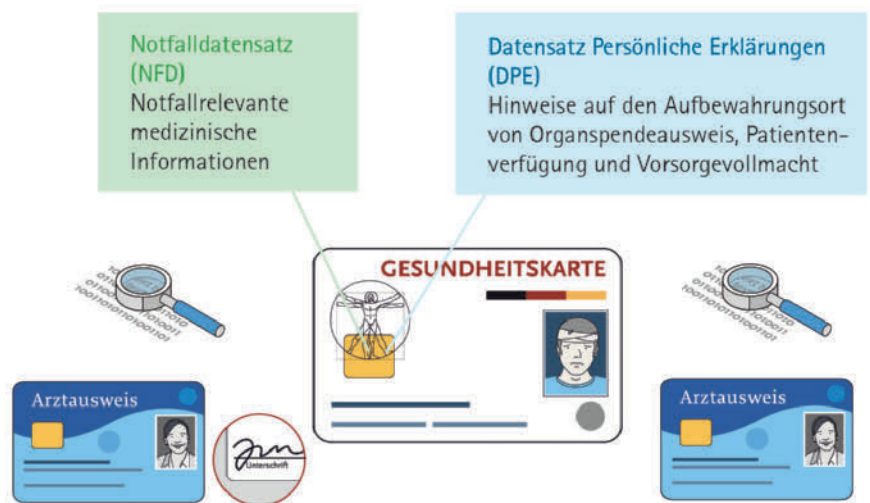 Notfalldatensatz
(NFD)
Notfallrelevante
medizinische
Informationen
Datensatz Persönliche Erklärungen
(DPE)
Hinweise auf den Aufbewahrungsort
von Organspendeausweis, Patienten-
verfügung und Vorsorgevollmacht
GESUNDHEITSKARTE
Arztausweis
Unterschrift
Arztausweis